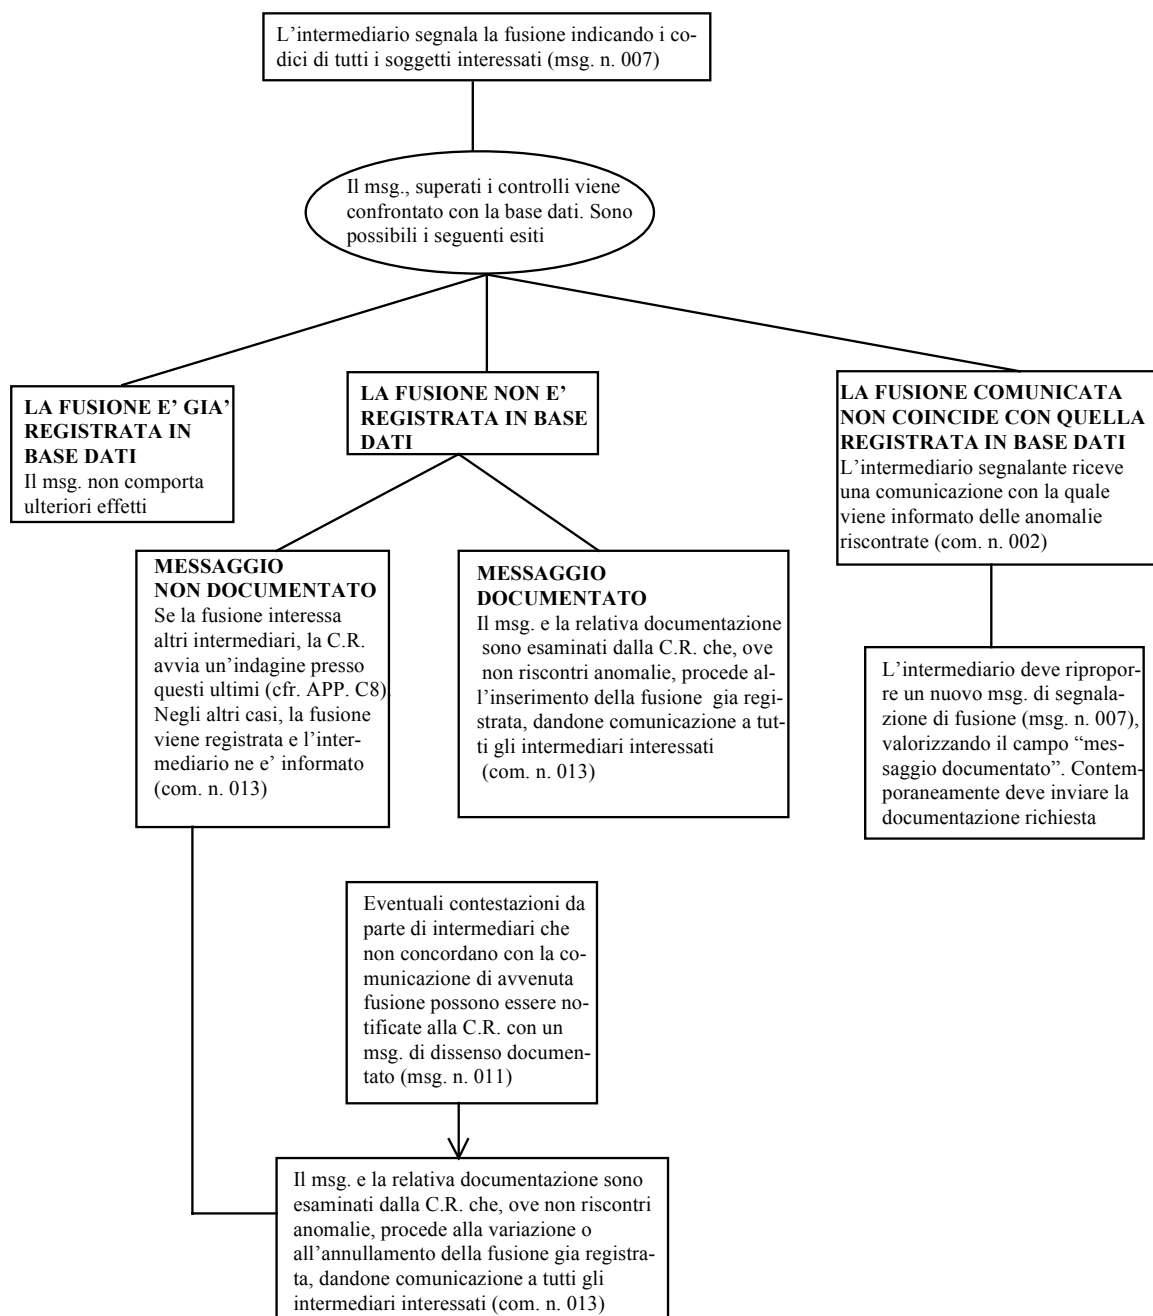 L’intermediario segnala la fusione indicando i co-
dici di tutti i soggetti interessati (msg. n. 007)
Il msg., superati i controlli viene
confrontato con la base dati. Sono
possibili i seguenti esiti
LA FUSIONE E’ GIA’
REGISTRATA IN
BASE DATI
Il msg. non comporta
ulteriori effetti
LA FUSIONE NON E’
REGISTRATA IN BASE
DATI
LA FUSIONE COMUNICATA
NON COINCIDE CON QUELLA
REGISTRATA IN BASE DATI
L’intermediario segnalante riceve
una comunicazione con la quale
viene informato delle anomalie
riscontrate (com. n. 002)
MESSAGGIO
NON DOCUMENTATO
Se la fusione interessa
altri intermediari, la C.R.
avvia un’indagine presso
questi ultimi (cfr. APP. C8)
Negli altri casi, la fusione
viene registrata e l’inter-
mediario ne e’ informato
(com. n. 013)
MESSAGGIO
DOCUMENTATO
Il msg. e la relativa documentazione
sono esaminati dalla C.R. che, ove
non riscontri anomalie, procede al-
l’inserimento della fusione gia regi-
strata, dandone comunicazione a tut-
ti gli intermediari interessati
(com. n. 013)
L’intermediario deve ripropor-
re un nuovo msg. di segnala-
zione di fusione (msg. n. 007),
valorizzando il campo “mes-
saggio documentato”. Contem-
poraneamente deve inviare la
documentazione richiesta
Eventuali contestazioni da
parte di intermediari che
non concordano con la co-
municazione di avvenuta
fusione possono essere no-
tificate alla C.R. con un
msg. di dissenso documen-
tato (msg. n. 011)
Il msg. e la relativa documentazione sono
esaminati dalla C.R. che, ove non riscontri
anomalie, procede alla variazione o
all’annullamento della fusione gia registra-
ta, dandone comunicazione a tutti gli
intermediari interessati (com. n. 013)